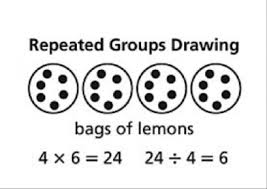 Repeated Groups Drawing
bags of lemons
4 × 6 = 24 24 ÷ 4 = 6